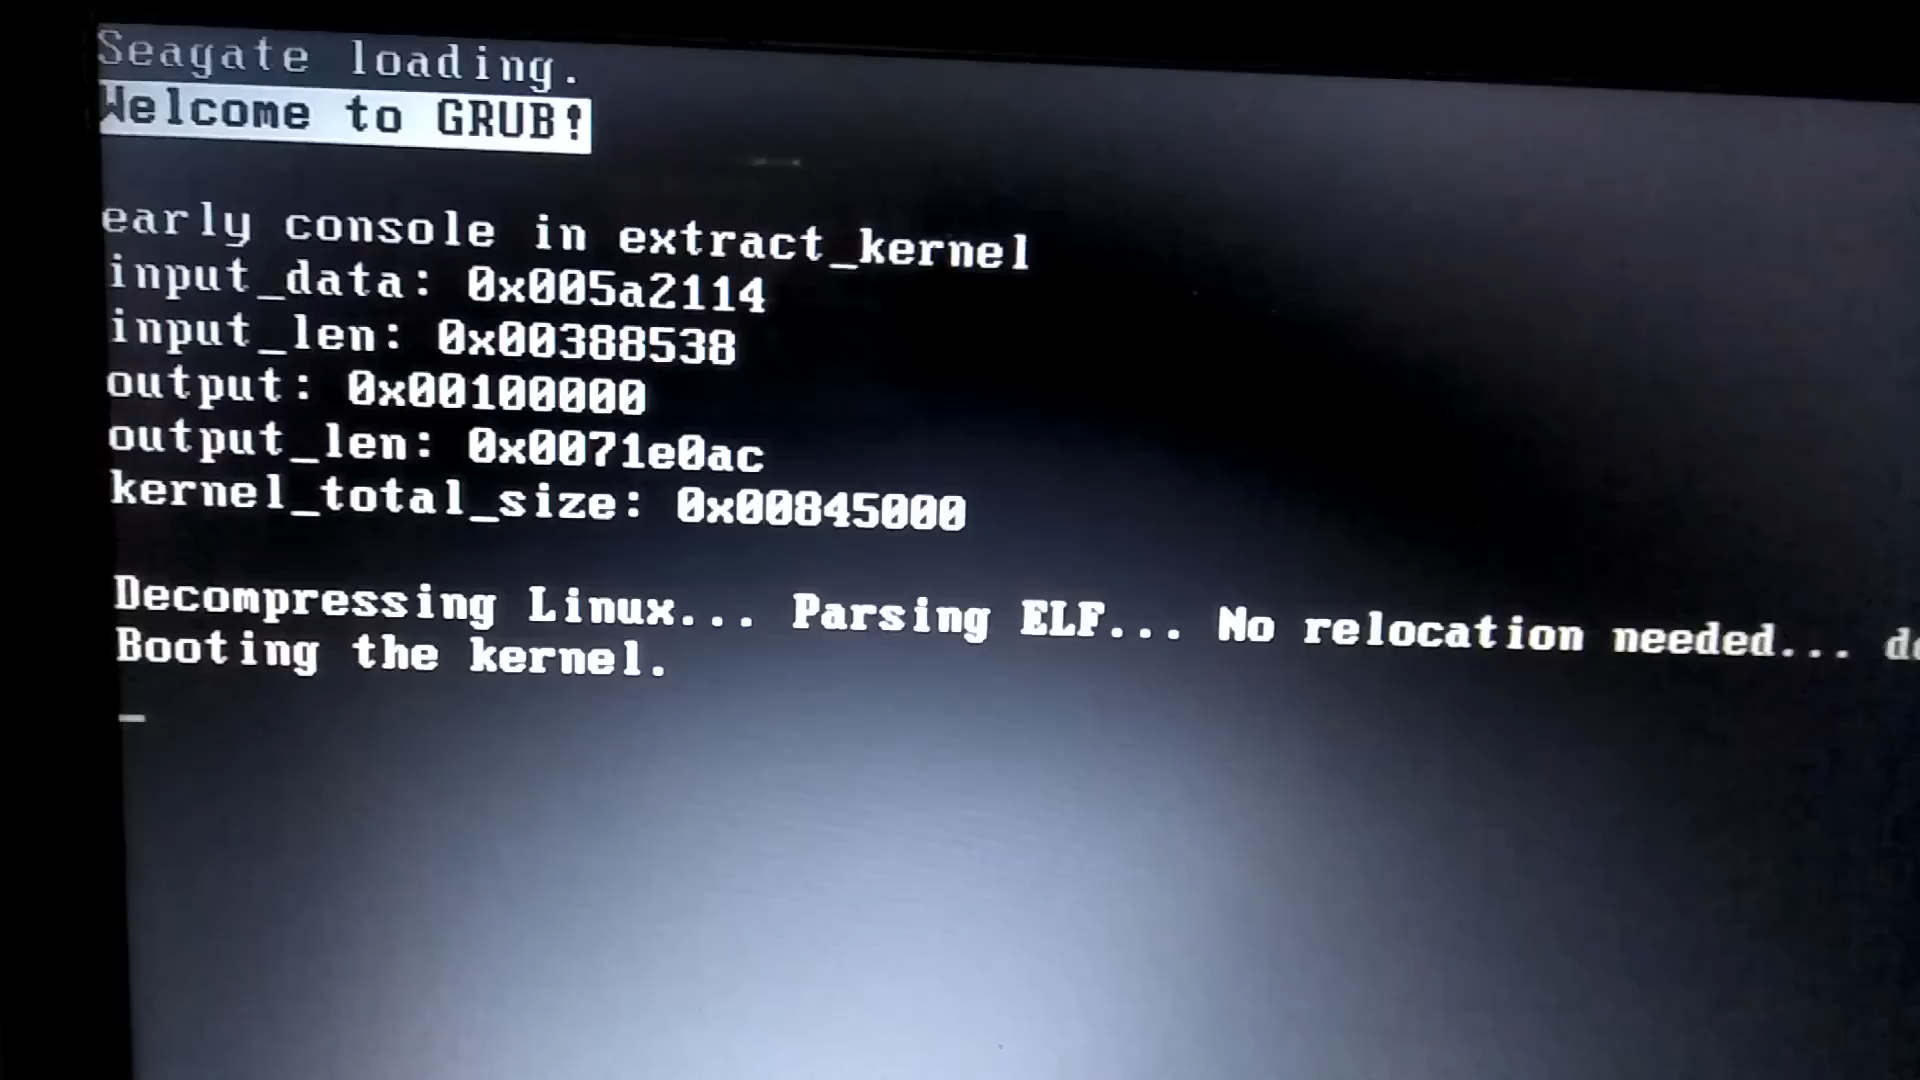 Seagate loading.
Welcome to GRUB!
early console in extract_kernel
input_data: 0x005a2114
input_len: 0x00388538
output: 0x00100000
output_len: 0x0071e0ac
kernel_total_size: 0x00845000
Decompressing Linux... Parsing ELF... No relocation needed...
Booting the kernel.